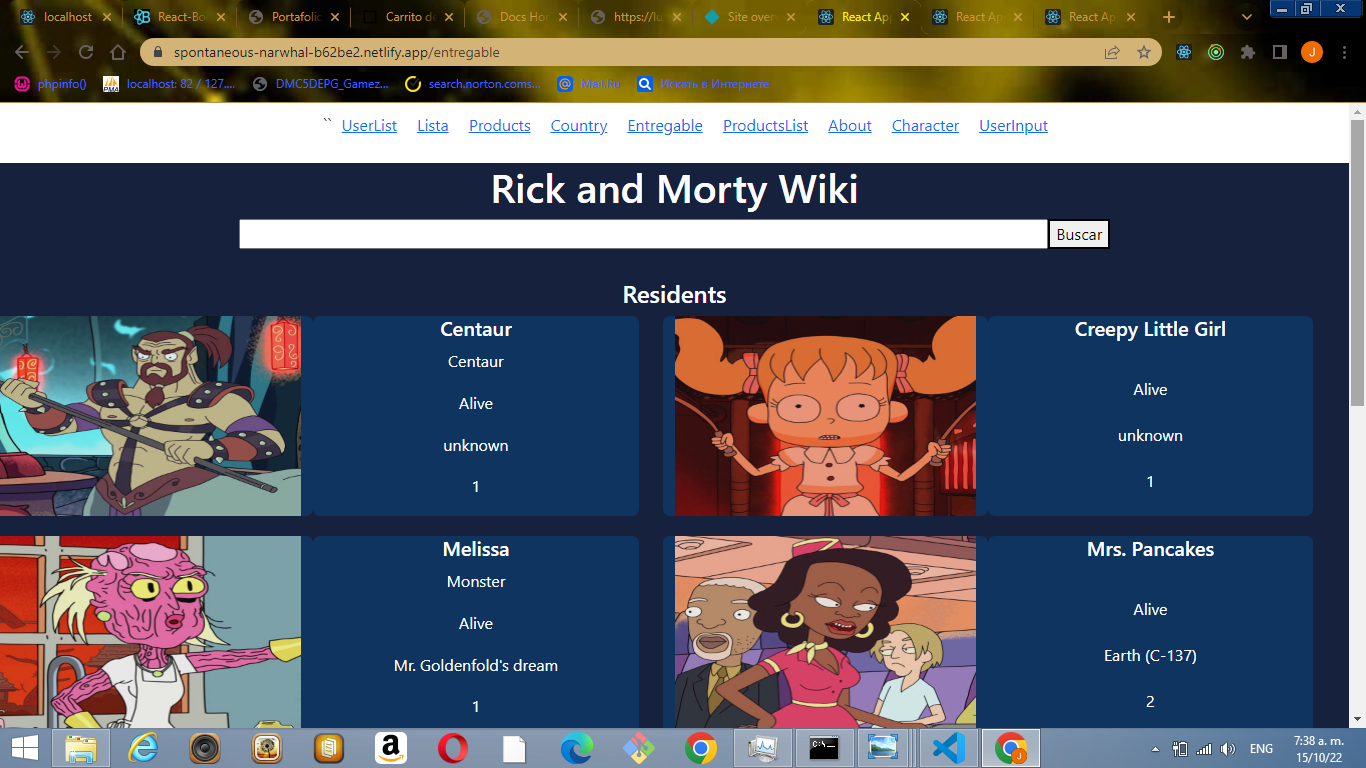 localhost
React-Bo
Portafolio
Carrito d
Docs Ho
https://lu
Site over
React App
React Ap
React Ap
spontaneous-narwhal-b62be2.netlify.app/entregable
J
phpinfo()
PMA
localhost: 82 / 127....
DMC5DEPG_Gamez...
search.norton.coms...
Mail.Ru
Искать в Интернете
`` UserList Lista Products Country Entregable ProductsList About Character UserInput
Rick and Morty Wiki
Buscar
Residents
Centaur
Centaur
Alive
unknown
1
Creepy Little Girl
Alive
unknown
1
Melissa
Monster
Alive
Mr. Goldenfold's dream
1
Mrs. Pancakes
Alive
Earth (C-137)
2
ENG
7:38 a. m.
15/10/22